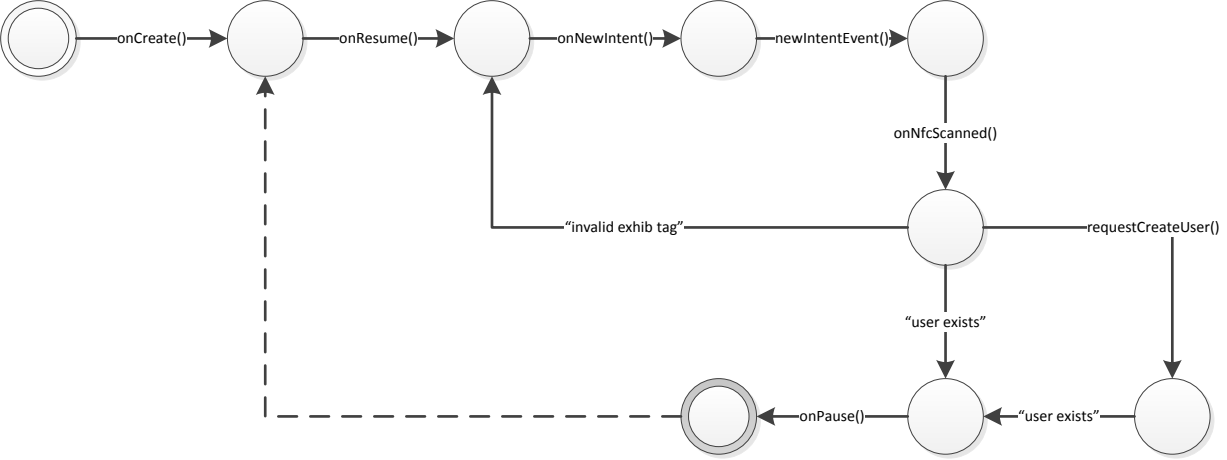 onCreate()
onResume()
onNewIntent()
newIntentEvent()
onNfcScanned()
“invalid exhib tag”
requestCreateUser()
“user exists”
onPause()
“user exists”